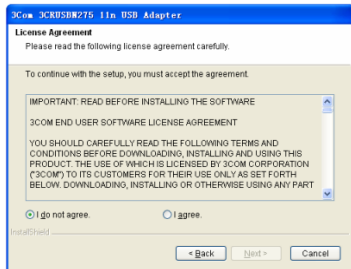 3Com 3CRUSBN275 11n USB Adapter
License Agreement
Please read the following license agreement carefully.
To continue with the setup, you must accept the agreement.
IMPORTANT: READ BEFORE INSTALLING THE SOFTWARE
3COM END USER SOFTWARE LICENSE AGREEMENT
YOU SHOULD CAREFULLY READ THE FOLLOWING TERMS AND
CONDITIONS BEFORE DOWNLOADING, INSTALLING AND USING THIS
PRODUCT. THE USE OF WHICH IS LICENSED BY 3COM CORPORATION
("3COM") TO ITS CUSTOMERS FOR THEIR USE ONLY AS SET FORTH
BELOW. DOWNLOADING, INSTALLING OR OTHERWISE USING ANY PART
I do not agree. I agree.
InstallShield
< Back Next > Cancel